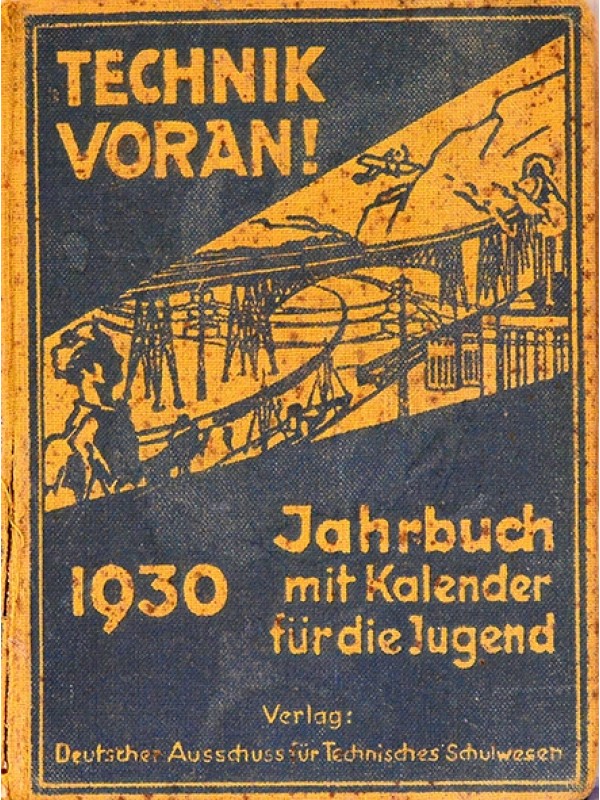 TECHNIK
VORAN!
1930
Jahrbuch
mit Kalender
für die Jugend
Verlag:
Deutscher Ausschuss für Technisches Schulwesen